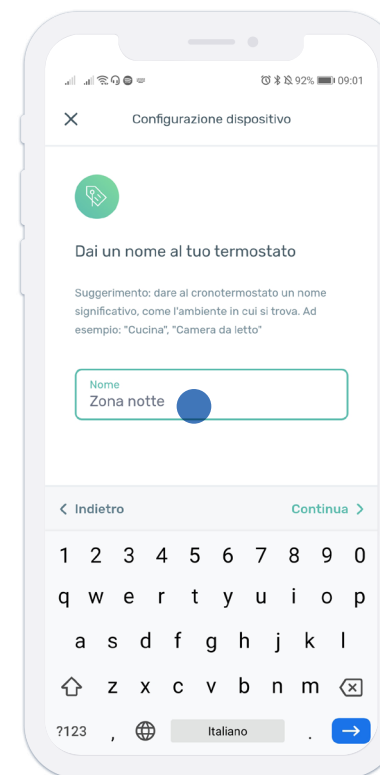 92% 09:01
Configurazione dispositivo
Dai un nome al tuo termostato
Suggerimento: dare al cronotermostato un nome
significativo, come l'ambiente in cui si trova. Ad
esempio: "Cucina", "Camera da letto"
Nome
Zona notte
Indietro
Continua
1 2 3 4 5 6 7 8 9 0
q w e r t y u i o p
a s d f g h j k l
z x c v b n m
?123 , Italiano .